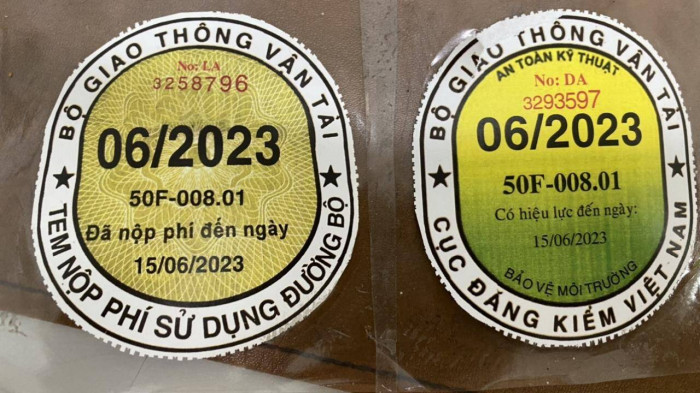 BỘ GIAO THÔNG VẬN TẢI
No: LA
3258796
06/2023
50F-008.01
Đã nộp phí đến ngày
15/06/2023
TEM NỘP PHÍ SỬ DỤNG ĐƯỜNG BỘ
BỘ GIAO THÔNG VẬN TẢI
AN TOÀN KỸ THUẬT
No: DA
3293597
06/2023
50F-008.01
Có hiệu lực đến ngày:
15/06/2023
BẢO VỆ MÔI TRƯỜNG
CỤC ĐĂNG KIỂM VIỆT NAM